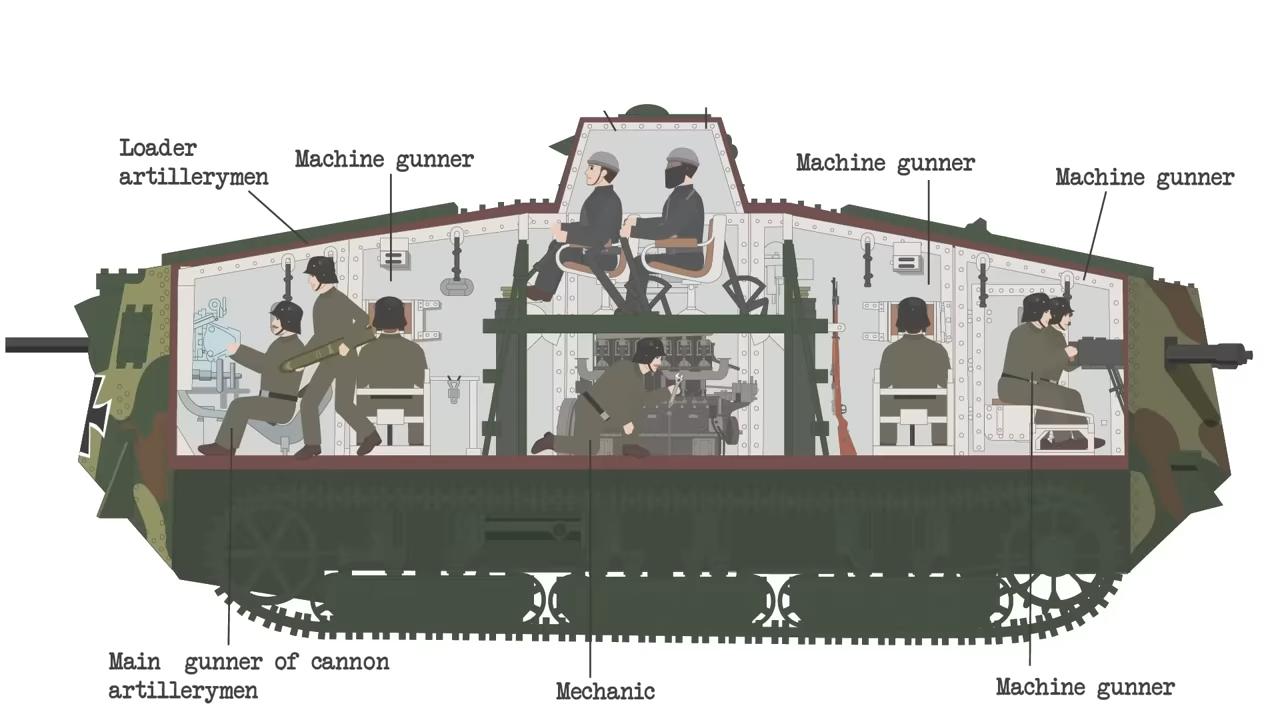 Loader
artillerymen
Machine gunner
Machine gunner
Machine gunner
Main gunner of cannon
artillerymen
Mechanic
Machine gunner